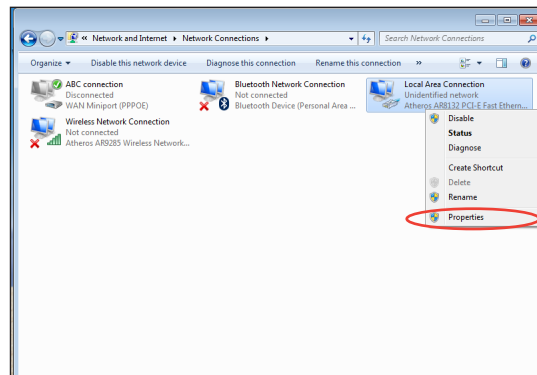 « Network and Internet ▸ Network Connections ▸
Search Network Connections
Organize ▾ Disable this network device Diagnose this connection Rename this connection »
ABC connection
Disconnected
WAN Miniport (PPPOE)
Bluetooth Network Connection
Not connected
Bluetooth Device (Personal Area ...
Local Area Connection
Unidentified network
Atheros AR8132 PCI-E Fast Ethern...
Wireless Network Connection
Not connected
Atheros AR9285 Wireless Network...
Disable
Status
Diagnose
Create Shortcut
Delete
Rename
Properties